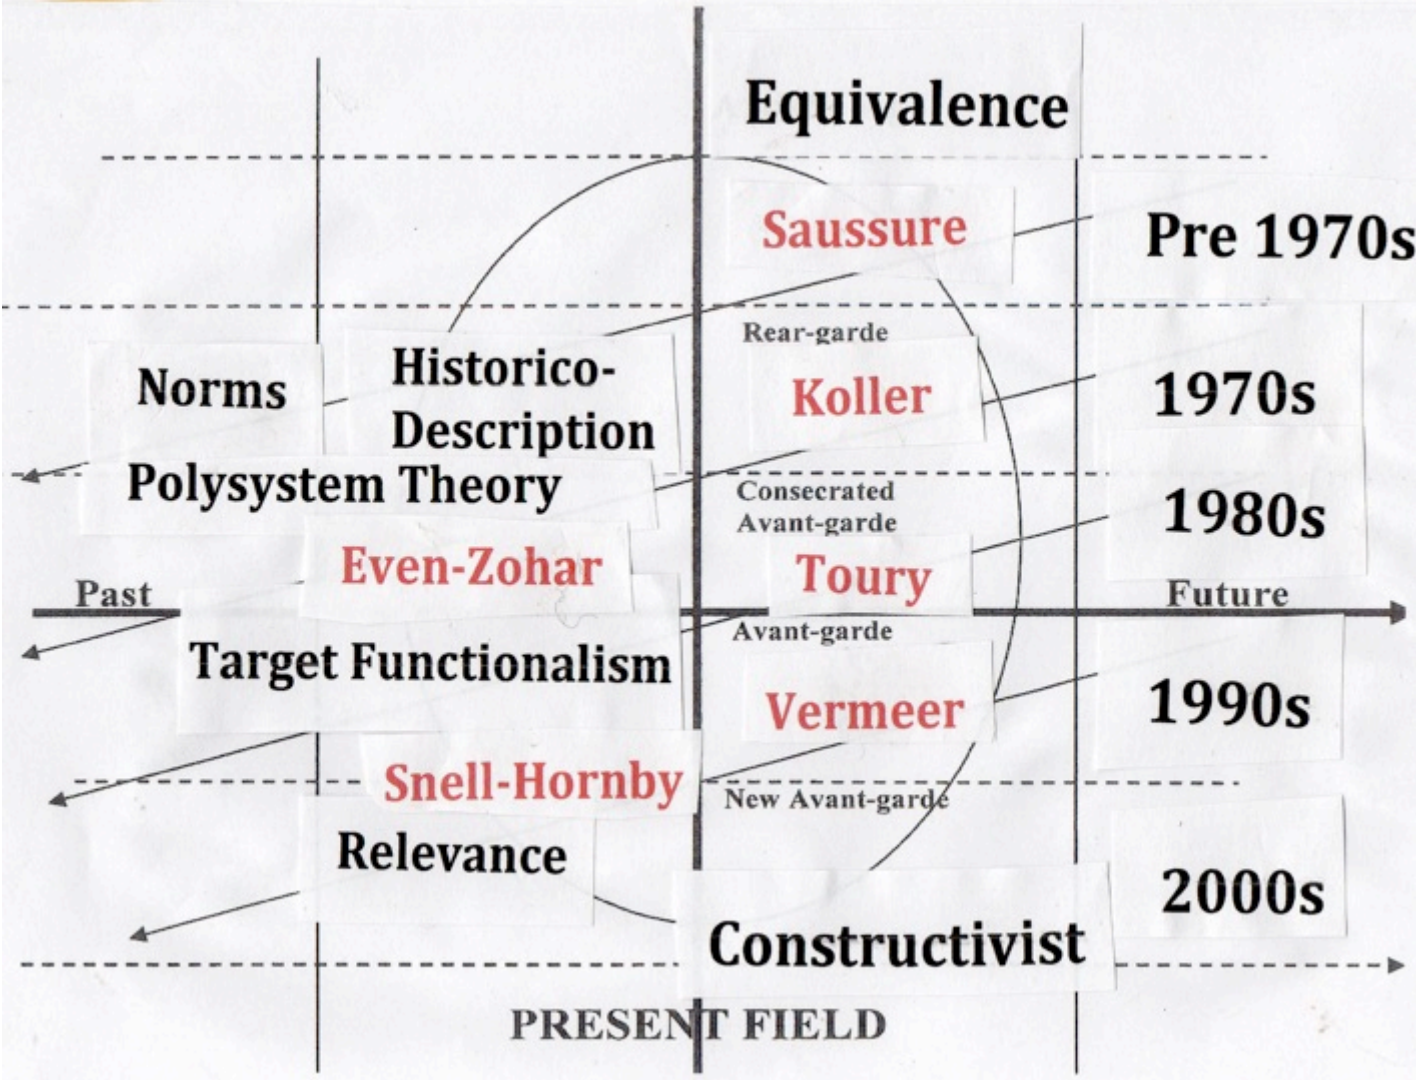 Equivalence
Saussure
Pre 1970s
Rear-garde
Norms
Historico-
Description
Koller
1970s
Polysystem Theory
Consecrated
Avant-garde
1980s
Even-Zohar
Toury
Past
Future
Avant-garde
Target Functionalism
Vermeer
1990s
Snell-Hornby
New Avant-garde
Relevance
2000s
Constructivist
PRESENT FIELD